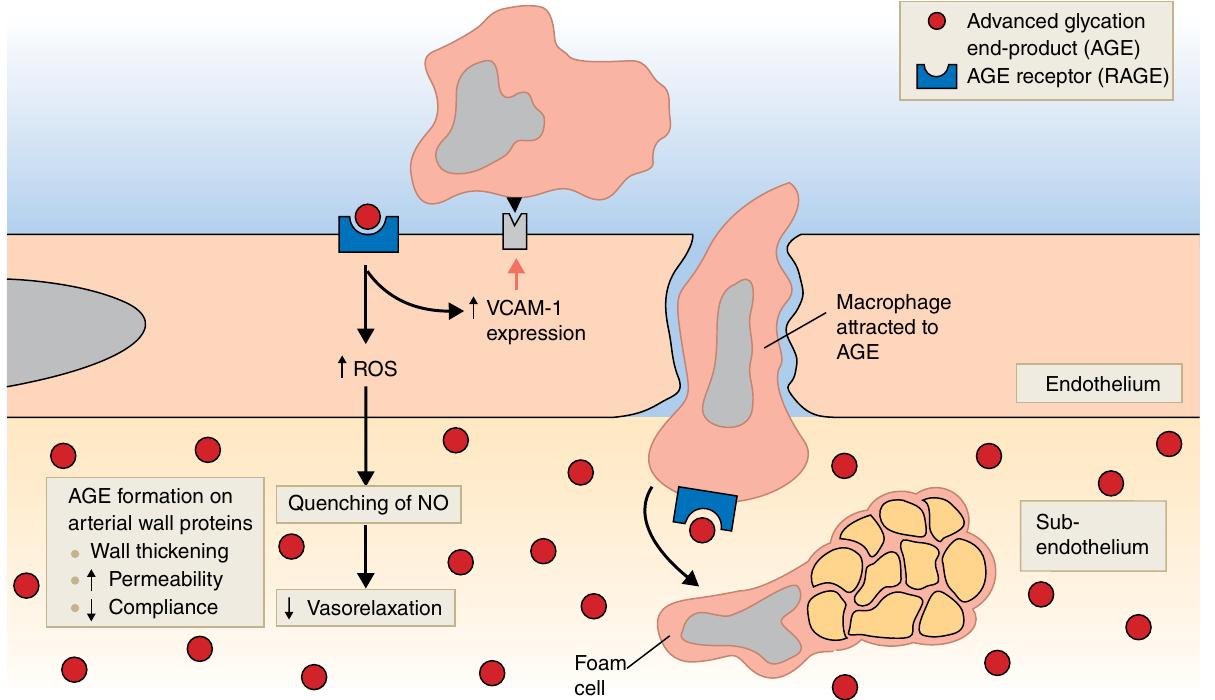 Advanced glycation
end-product (AGE)
AGE receptor (RAGE)
↑ VCAM-1
expression
↑ ROS
Macrophage
attracted to
AGE
Endothelium
AGE formation on
arterial wall proteins
• Wall thickening
• ↑ Permeability
• ↓ Compliance
Quenching of NO
↓ Vasorelaxation
Sub-
endothelium
Foam
cell